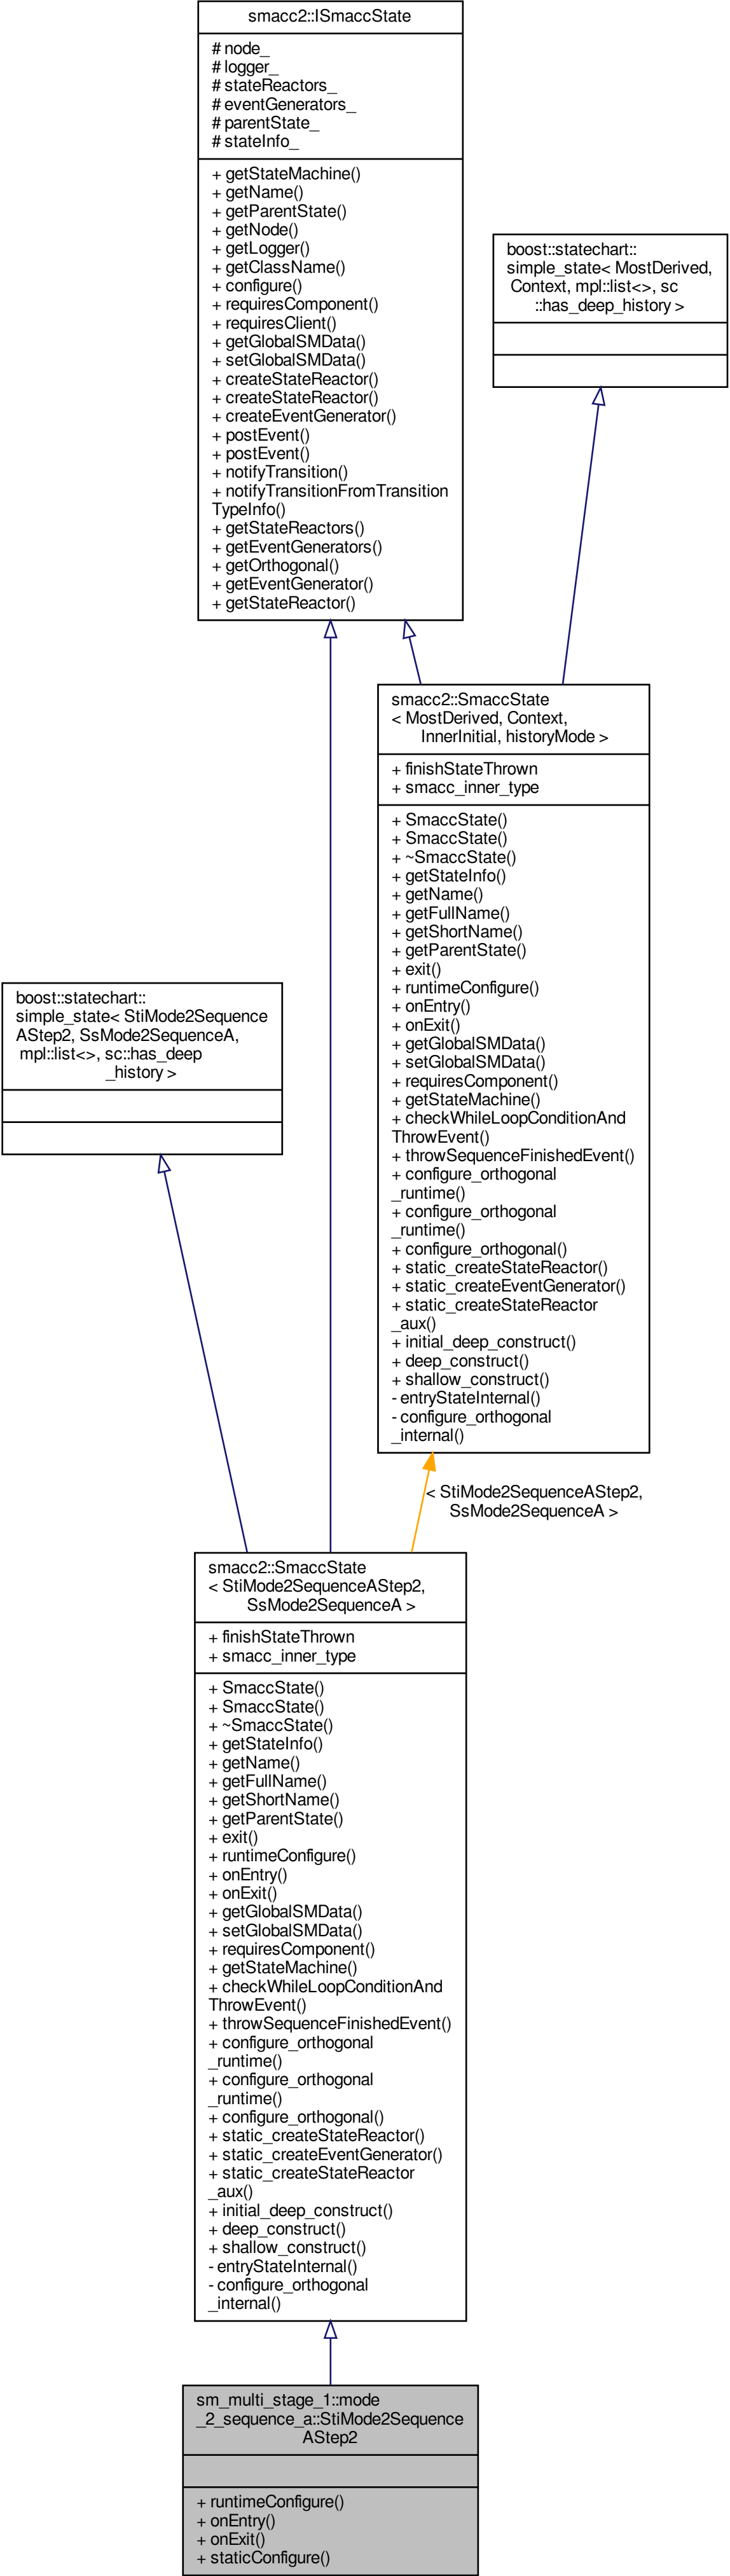 smacc2::ISmaccState
# node_
# logger_
# stateReactors_
# eventGenerators_
# parentState_
# stateInfo_
+ getStateMachine()
+ getName()
+ getParentState()
+ getNode()
+ getLogger()
+ getClassName()
+ configure()
+ requiresComponent()
+ requiresClient()
+ getGlobalSMData()
+ setGlobalSMData()
+ createStateReactor()
+ createStateReactor()
+ createEventGenerator()
+ postEvent()
+ postEvent()
+ notifyTransition()
+ notifyTransitionFromTransition
TypeInfo()
+ getStateReactors()
+ getEventGenerators()
+ getOrthogonal()
+ getEventGenerator()
+ getStateReactor()
boost::statechart::
simple_state< MostDerived,
Context, mpl::list<>, sc
::has_deep_history >
smacc2::SmaccState
< MostDerived, Context,
InnerInitial, historyMode >
+ finishStateThrown
+ smacc_inner_type
+ SmaccState()
+ SmaccState()
+ ~SmaccState()
+ getStateInfo()
+ getName()
+ getFullName()
+ getShortName()
+ getParentState()
+ exit()
+ runtimeConfigure()
+ onEntry()
+ onExit()
+ getGlobalSMData()
+ setGlobalSMData()
+ requiresComponent()
+ getStateMachine()
+ checkWhileLoopConditionAnd
ThrowEvent()
+ throwSequenceFinishedEvent()
+ configure_orthogonal
_runtime()
+ configure_orthogonal
_runtime()
+ configure_orthogonal()
+ static_createStateReactor()
+ static_createEventGenerator()
+ static_createStateReactor
_aux()
+ initial_deep_construct()
+ deep_construct()
+ shallow_construct()
- entryStateInternal()
- configure_orthogonal
_internal()
boost::statechart::
simple_state< StiMode2Sequence
AStep2, SsMode2SequenceA,
mpl::list<>, sc::has_deep
_history >
< StiMode2SequenceAStep2,
SsMode2SequenceA >
smacc2::SmaccState
< StiMode2SequenceAStep2,
SsMode2SequenceA >
+ finishStateThrown
+ smacc_inner_type
+ SmaccState()
+ SmaccState()
+ ~SmaccState()
+ getStateInfo()
+ getName()
+ getFullName()
+ getShortName()
+ getParentState()
+ exit()
+ runtimeConfigure()
+ onEntry()
+ onExit()
+ getGlobalSMData()
+ setGlobalSMData()
+ requiresComponent()
+ getStateMachine()
+ checkWhileLoopConditionAnd
ThrowEvent()
+ throwSequenceFinishedEvent()
+ configure_orthogonal
_runtime()
+ configure_orthogonal
_runtime()
+ configure_orthogonal()
+ static_createStateReactor()
+ static_createEventGenerator()
+ static_createStateReactor
_aux()
+ initial_deep_construct()
+ deep_construct()
+ shallow_construct()
- entryStateInternal()
- configure_orthogonal
_internal()
sm_multi_stage_1::mode
_2_sequence_a::StiMode2Sequence
AStep2
+ runtimeConfigure()
+ onEntry()
+ onExit()
+ staticConfigure()